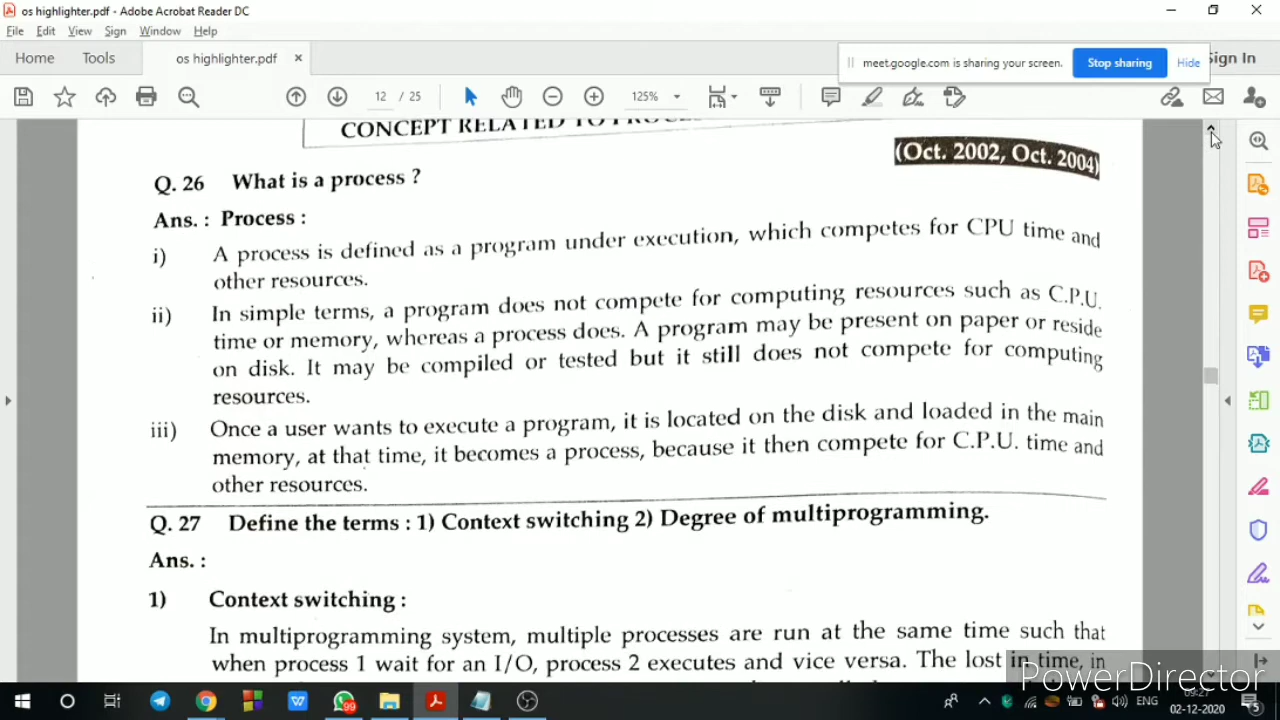 os highlighter.pdf - Adobe Acrobat Reader DC
File Edit View Sign Window Help
Home Tools os highlighter.pdf ×
meet.google.com is sharing your screen. Stop sharing Hide Sign In
12 / 25 125%
CONCEPT RELATED TO
(Oct. 2002, Oct. 2004)
Q. 26 What is a process ?
Ans. : Process :
i) A process is defined as a program under execution, which competes for CPU time and
other resources.
ii) In simple terms, a program does not compete for computing resources such as C.P.U.
time or memory, whereas a process does. A program may be present on paper or reside
on disk. It may be compiled or tested but it still does not compete for computing
resources.
iii) Once a user wants to execute a program, it is located on the disk and loaded in the main
memory, at that time, it becomes a process, because it then compete for C.P.U. time and
other resources.
Q. 27 Define the terms : 1) Context switching 2) Degree of multiprogramming.
Ans. :
1) Context switching :
In multiprogramming system, multiple processes are run at the same time such that
when process 1 wait for an I/O, process 2 executes and vice versa. The lost in time, in
PowerDirector
99
ENG
09:27
02-12-2020
5